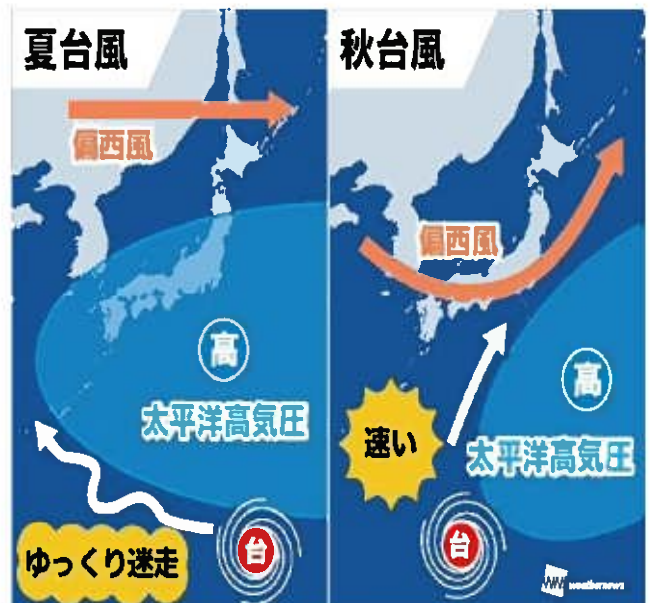 夏台風
偏西風
高
太平洋高気圧
台
ゆっくり迷走
秋台風
偏西風
高
速い
太平洋高気圧
台
weathernews